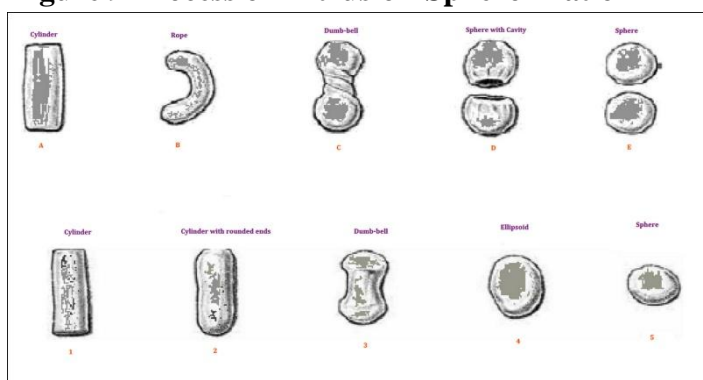 Cylinder
Rope
Dumb-bell
Sphere with Cavity
Sphere
A
B
C
D
E
Cylinder
Cylinder with rounded ends
Dumb-bell
Ellipsoid
Sphere
1
2
3
4
5